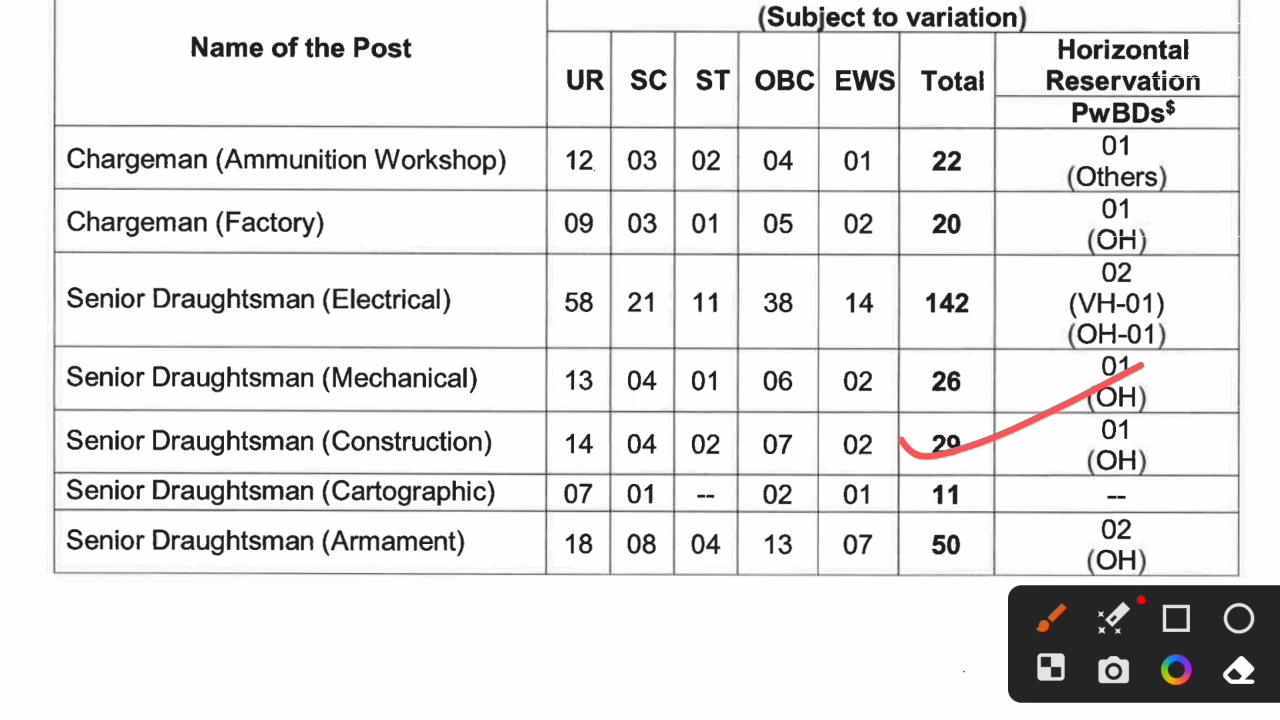 (Subject to variation)
Name of the Post
UR SC ST OBC EWS Total Horizontal Reservation
PwBDs$
Chargeman (Ammunition Workshop) 12 03 02 04 01 22 01 (Others)
Chargeman (Factory) 09 03 01 05 02 20 01 (OH)
Senior Draughtsman (Electrical) 58 21 11 38 14 142 02 (VH-01) (OH-01)
Senior Draughtsman (Mechanical) 13 04 01 06 02 26 01 (OH)
Senior Draughtsman (Construction) 14 04 02 07 02 29 01 (OH)
Senior Draughtsman (Cartographic) 07 01 -- 02 01 11 --
Senior Draughtsman (Armament) 18 08 04 13 07 50 02 (OH)